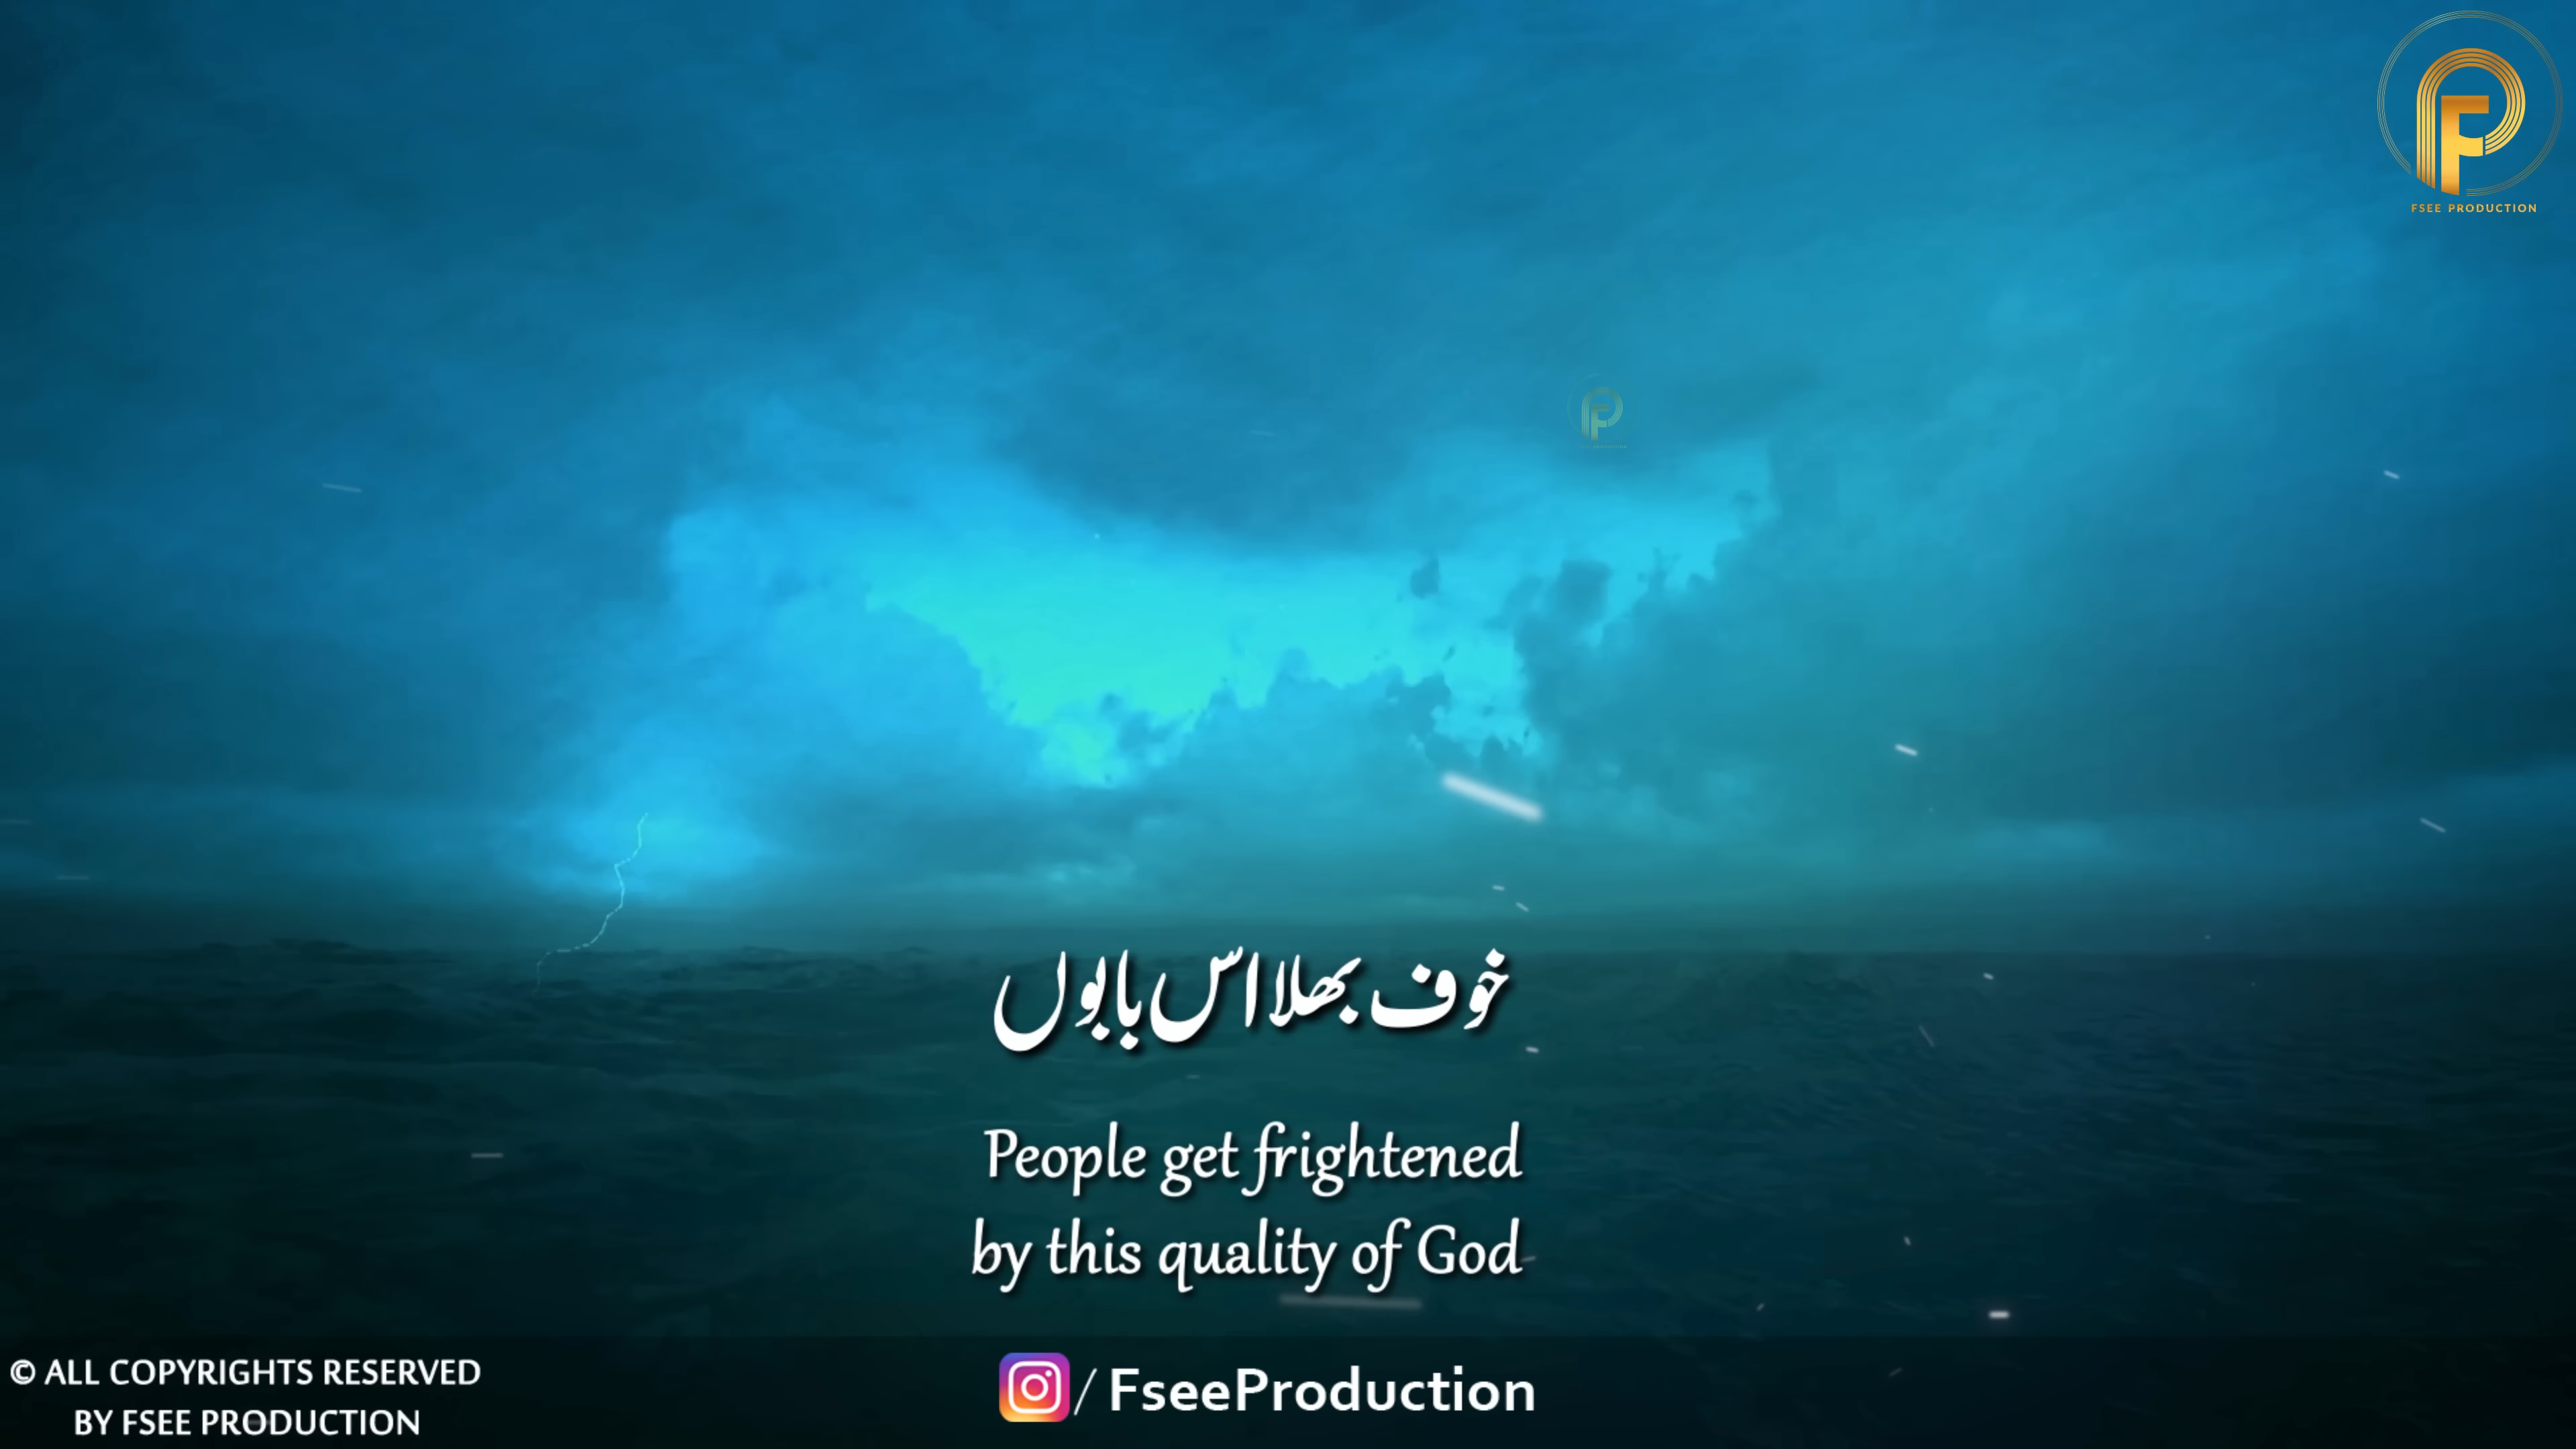 FSEE PRODUCTION
خوف بھلا اس بابوں
People get frightened
by this quality of God
© ALL COPYRIGHTS RESERVED
BY FSEE PRODUCTION
/ FseeProduction